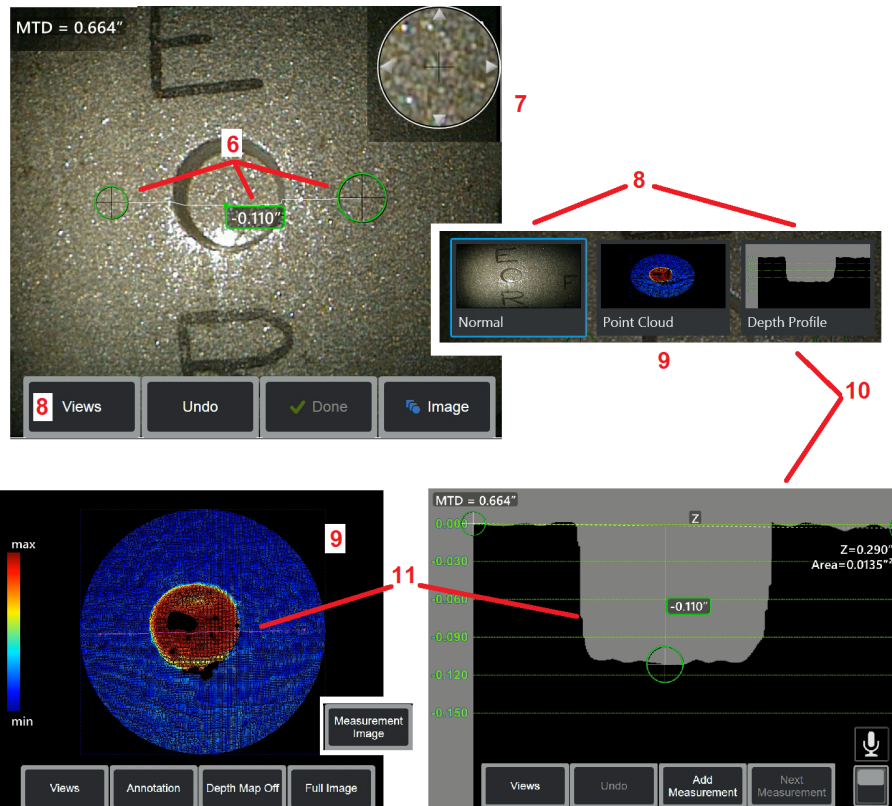 MTD = 0.664"
E
6
7
-0.110"
R
8 Views
Undo
Done
Image
8
E
O
R
F
Normal
Point Cloud
Depth Profile
9
10
max
min
9
11
Measurement
Image
Views
Annotation
Depth Map Off
Full Image
MTD = 0.664"
Z
0.000
Z=0.290"
Area=0.0135"²
-0.030
-0.060
-0.110"
-0.090
-0.120
-0.150
Views
Undo
Add
Measurement
Next
Measurement